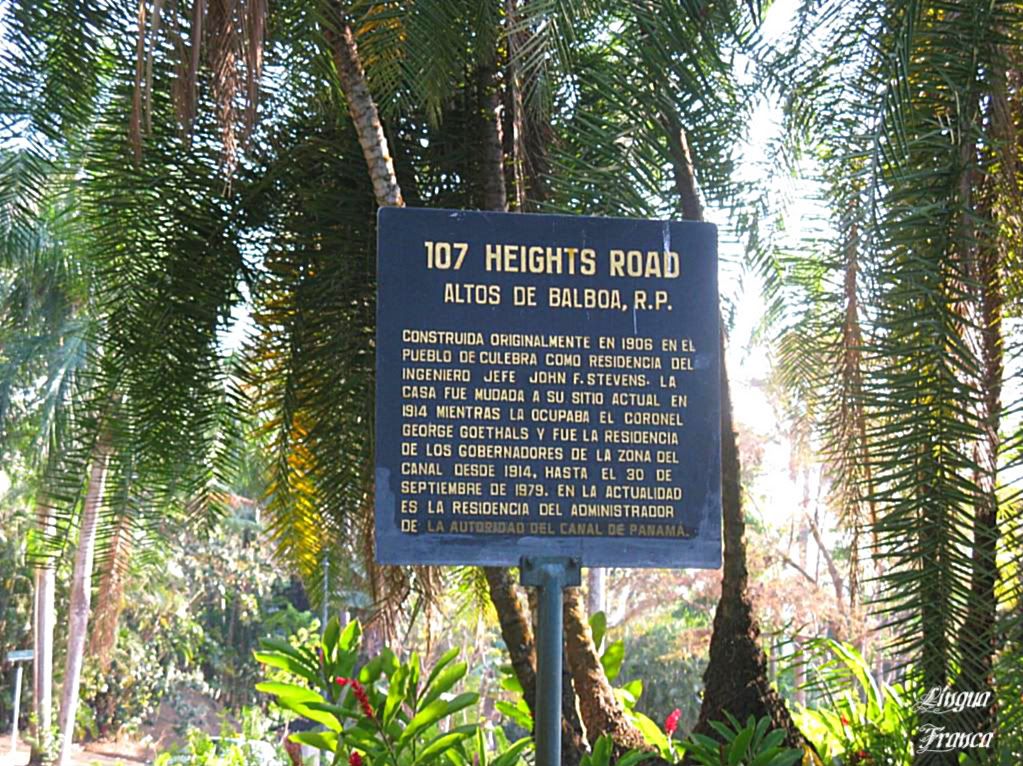 107 HEIGHTS ROAD
ALTOS DE BALBOA, R.P.
CONSTRUIDA ORIGINALMENTE EN 1906 EN EL
PUEBLO DE CULEBRA COMO RESIDENCIA DEL
INGENIERO JEFE JOHN F. STEVENS. LA
CASA FUE MUDADA A SU SITIO ACTUAL EN
1914 MIENTRAS LA OCUPABA EL CORONEL
GEORGE GOETHALS Y FUE LA RESIDENCIA
DE LOS GOBERNADORES DE LA ZONA DEL
CANAL DESDE 1914, HASTA EL 30 DE
SEPTIEMBRE DE 1979. EN LA ACTUALIDAD
ES LA RESIDENCIA DEL ADMINISTRADOR
DE LA AUTORIDAD DEL CANAL DE PANAMÁ.
Lingua
Franca